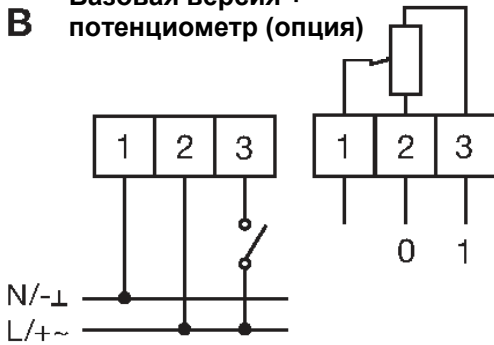 Базовая версия +
B потенциометр (опция)
1 2 3
1 2 3
0 1
N/-⊥
L/+~